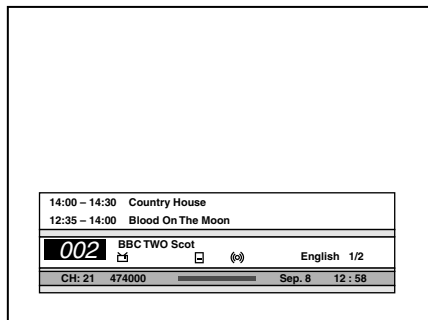 14:00 – 14:30 Country House
12:35 – 14:00 Blood On The Moon
002 BBC TWO Scot
English 1/2
CH: 21 474000 Sep. 8 12 : 58